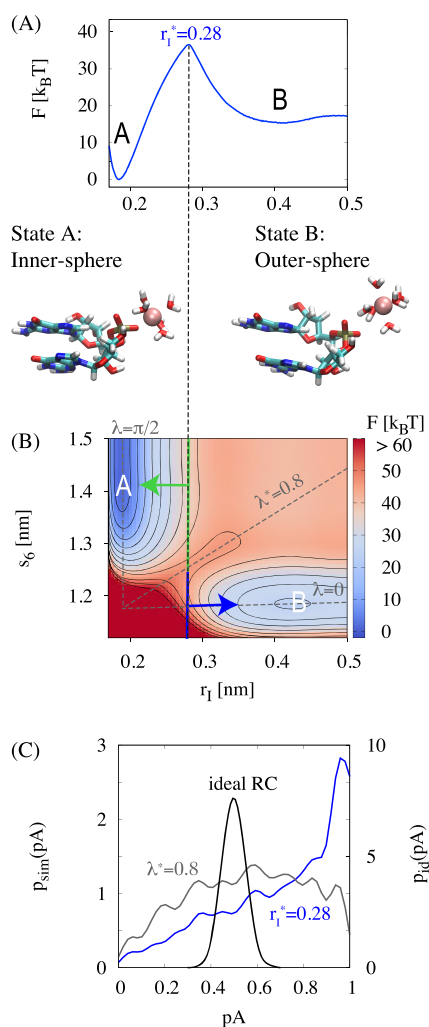 (A)
r_I*=0.28
F [k_BT]
40
30
20
10
0
A
B
0.2
0.3
0.4
0.5
State A:
Inner-sphere
State B:
Outer-sphere
(B)
λ=π/2
F [k_BT]
s_6 [nm]
1.5
1.4
1.3
1.2
A
λ*=0.8
λ=0
B
> 60
50
40
30
20
10
0
0.2
0.3
0.4
0.5
r_I [nm]
(C)
p_sim(pA)
3
2
1
0
ideal RC
λ*=0.8
r_I*=0.28
10
5
0
p_id(pA)
0
0.2
0.4
0.6
0.8
1
pA